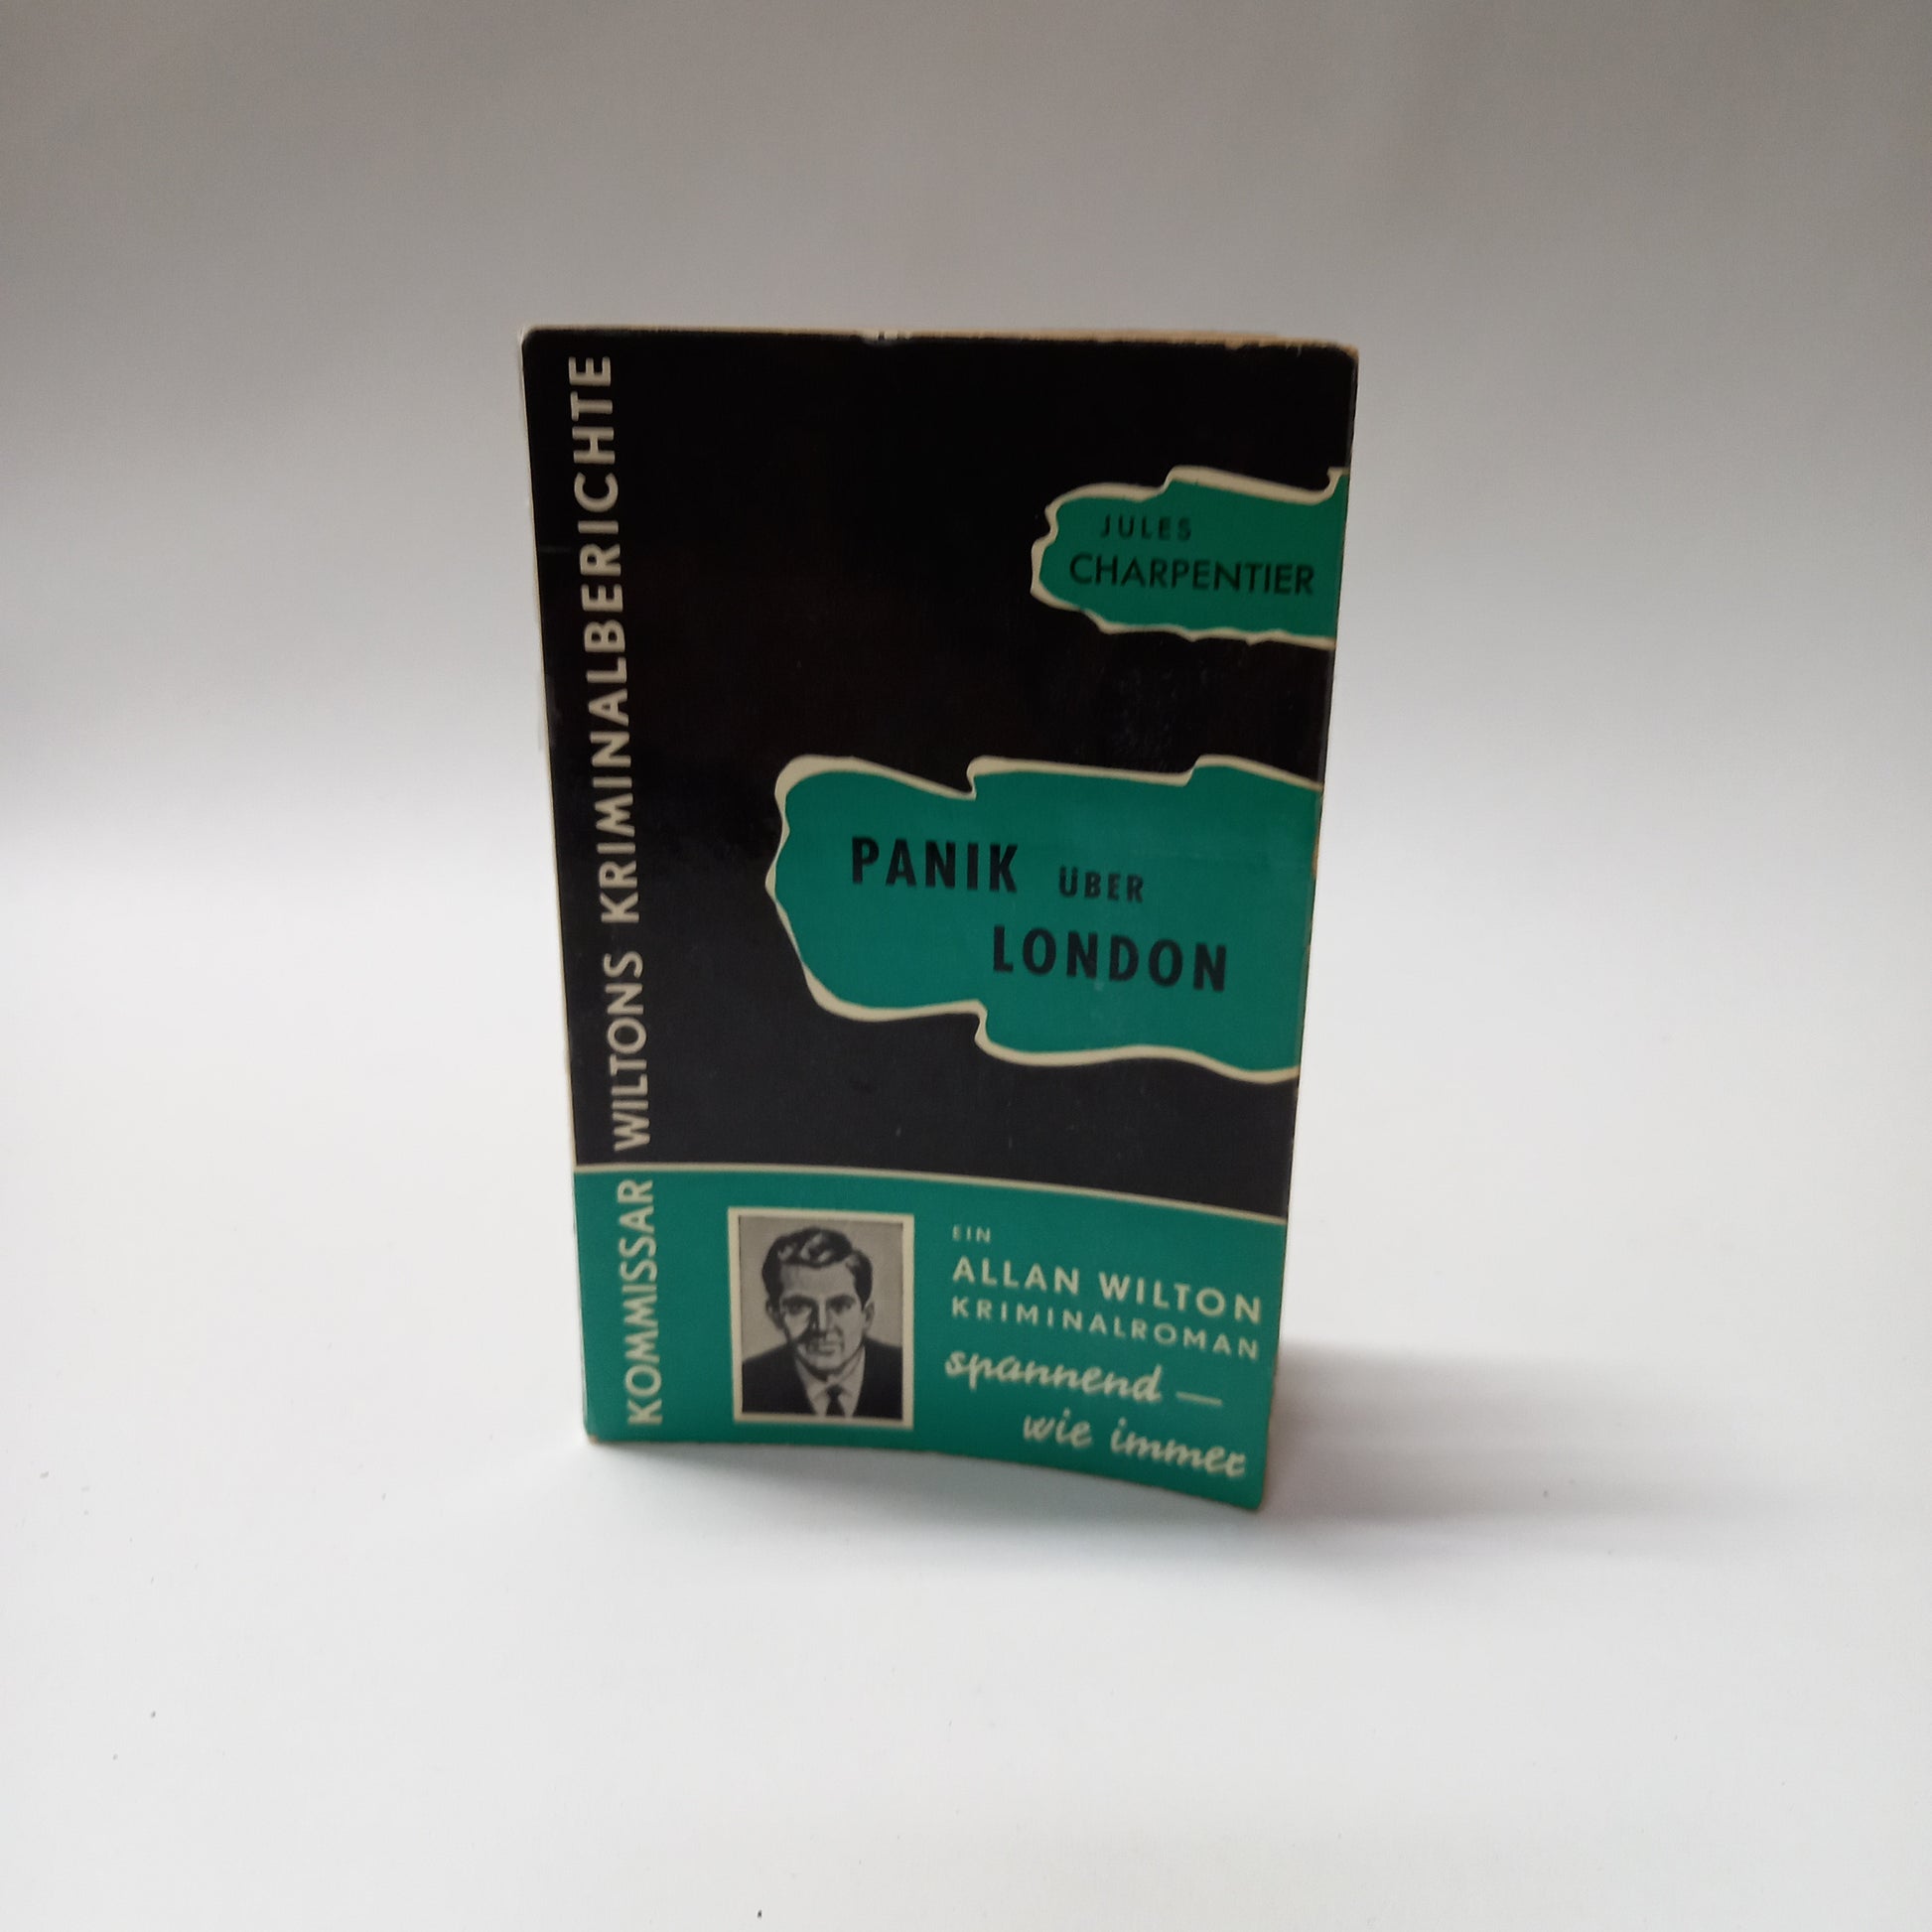 KOMMISSAR WILTONS KRIMINALBERICHTE
JULES
CHARPENTIER
PANIK ÜBER
LONDON
EIN
ALLAN WILTON
KRIMINALROMAN
spannend —
wie immer